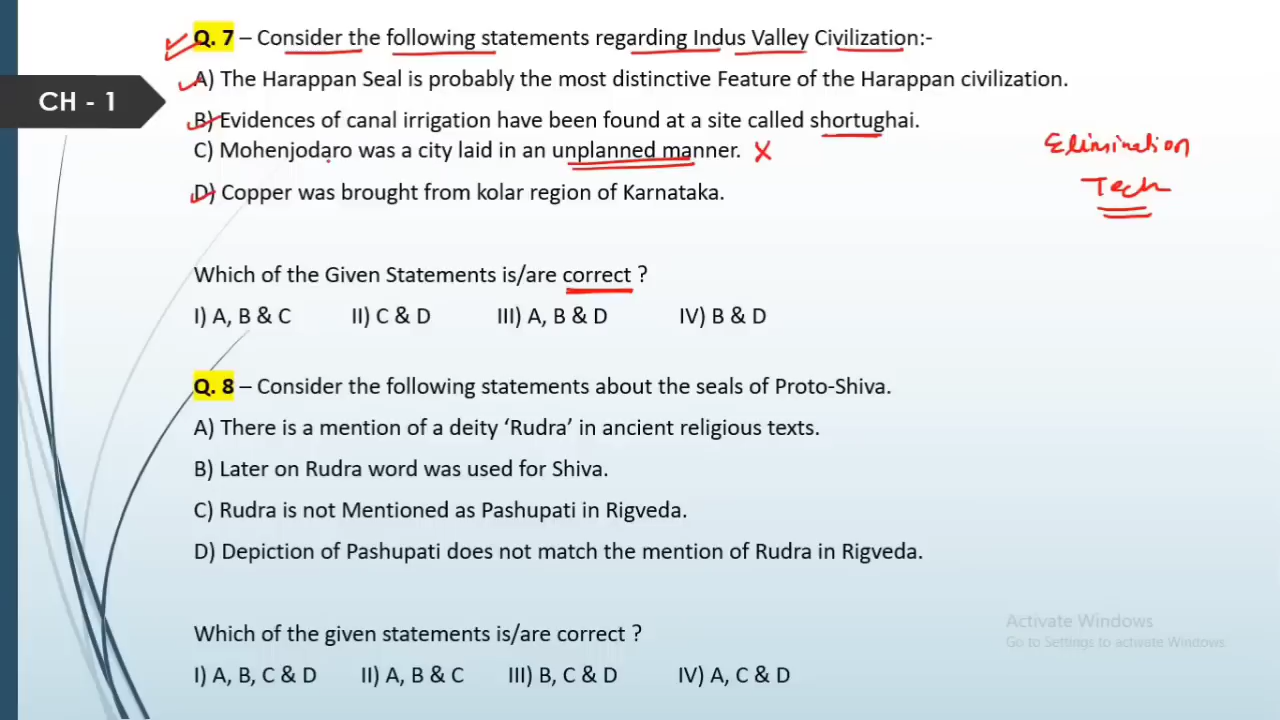 Q. 7 – Consider the following statements regarding Indus Valley Civilization:-
A) The Harappan Seal is probably the most distinctive Feature of the Harappan civilization.
CH - 1
B) Evidences of canal irrigation have been found at a site called shortughai.
C) Mohenjodaro was a city laid in an unplanned manner. X
Elimination
Tech
D) Copper was brought from kolar region of Karnataka.
Which of the Given Statements is/are correct ?
I) A, B & C II) C & D III) A, B & D IV) B & D
Q. 8 – Consider the following statements about the seals of Proto-Shiva.
A) There is a mention of a deity ‘Rudra’ in ancient religious texts.
B) Later on Rudra word was used for Shiva.
C) Rudra is not Mentioned as Pashupati in Rigveda.
D) Depiction of Pashupati does not match the mention of Rudra in Rigveda.
Activate Windows
Go to Settings to activate Windows.
Which of the given statements is/are correct ?
I) A, B, C & D II) A, B & C III) B, C & D IV) A, C & D